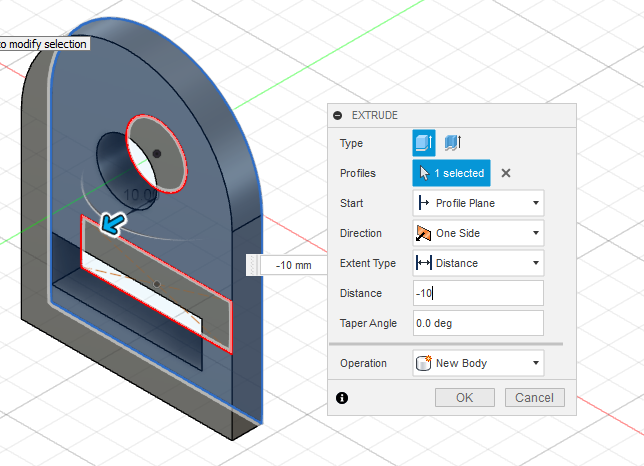 to modify selection
10.00
-10 mm
EXTRUDE
Type
Profiles 1 selected
Start Profile Plane
Direction One Side
Extent Type Distance
Distance -10
Taper Angle 0.0 deg
Operation New Body
OK Cancel